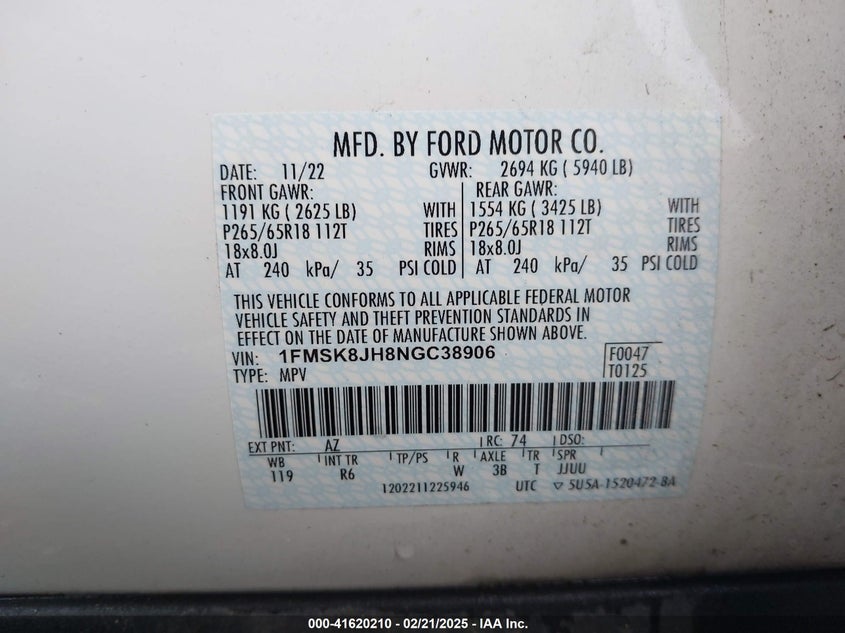 MFD. BY FORD MOTOR CO.
DATE: 11/22 GVWR: 2694 KG ( 5940 LB)
FRONT GAWR: REAR GAWR:
1191 KG ( 2625 LB) WITH 1554 KG ( 3425 LB) WITH
P265/65R18 112T TIRES P265/65R18 112T TIRES
18x8.0J RIMS 18x8.0J RIMS
AT 240 kPa/ 35 PSI COLD AT 240 kPa/ 35 PSI COLD
THIS VEHICLE CONFORMS TO ALL APPLICABLE FEDERAL MOTOR
VEHICLE SAFETY AND THEFT PREVENTION STANDARDS IN
EFFECT ON THE DATE OF MANUFACTURE SHOWN ABOVE.
VIN: 1FMSK8JH8NGC38906 F0047
TYPE: MPV T0125
EXT PNT: AZ RC: 74 DSO:
WB INT TR TP/PS R AXLE TR SPR
119 R6 W 3B T JJUU
1202211225946 UTC ▽ 5U5A-1520472-BA
000-41620210 - 02/21/2025 - IAA Inc.